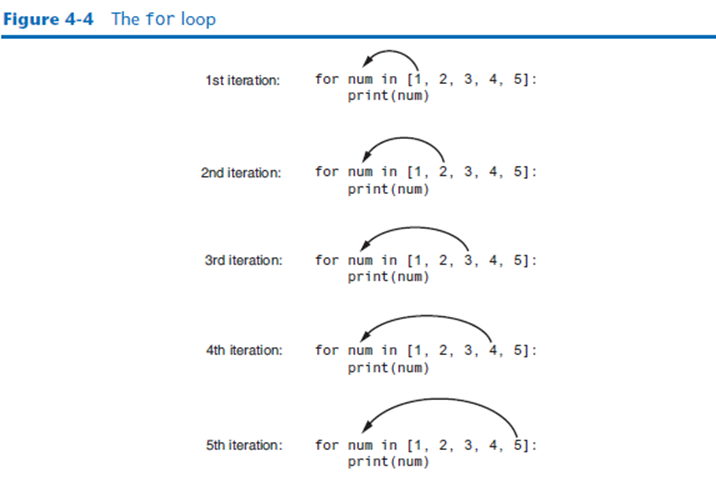 Figure 4-4 The for loop
1st iteration: for num in [1, 2, 3, 4, 5]:
print(num)
2nd iteration: for num in [1, 2, 3, 4, 5]:
print(num)
3rd iteration: for num in [1, 2, 3, 4, 5]:
print(num)
4th iteration: for num in [1, 2, 3, 4, 5]:
print(num)
5th iteration: for num in [1, 2, 3, 4, 5]:
print(num)